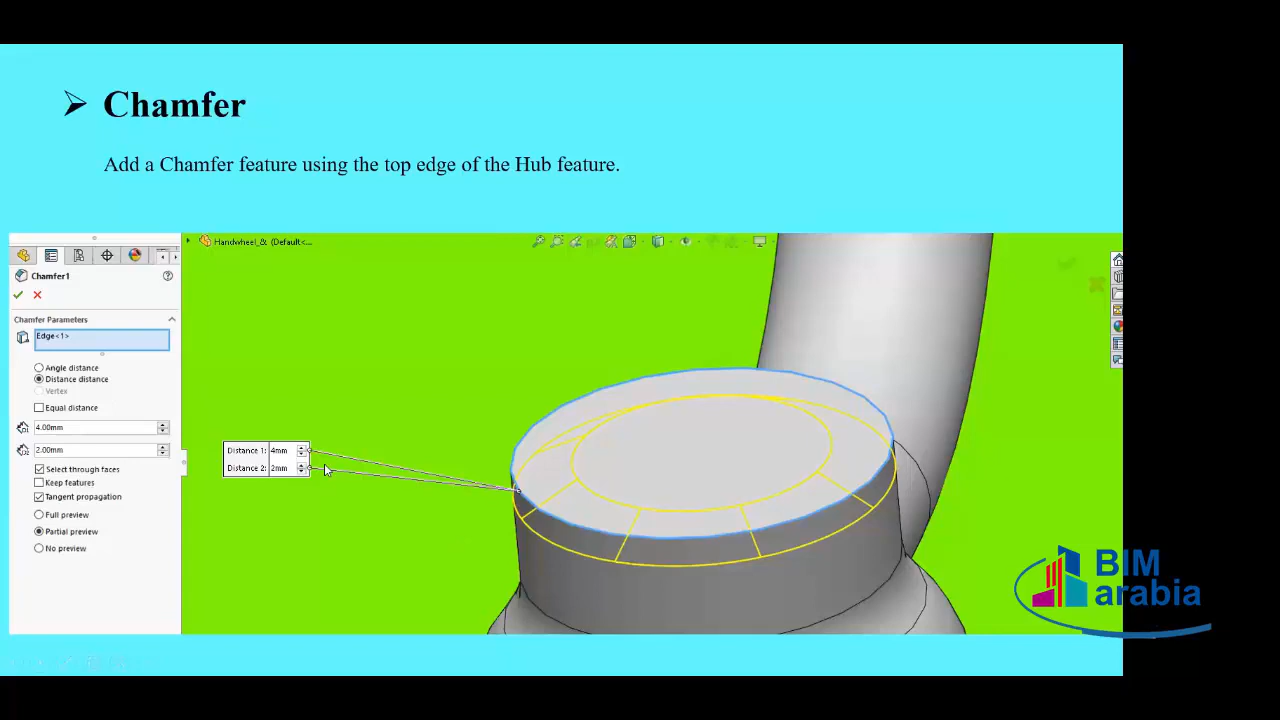 Chamfer
Add a Chamfer feature using the top edge of the Hub feature.
Handwheel_&; (Default<...
Chamfer1
Chamfer Parameters
Edge<1>
Angle distance
Distance distance
Vertex
Equal distance
4.00mm
2.00mm
Select through faces
Keep features
Tangent propagation
Full preview
Partial preview
No preview
Distance 1: 4mm
Distance 2: 2mm
BIM
arabia